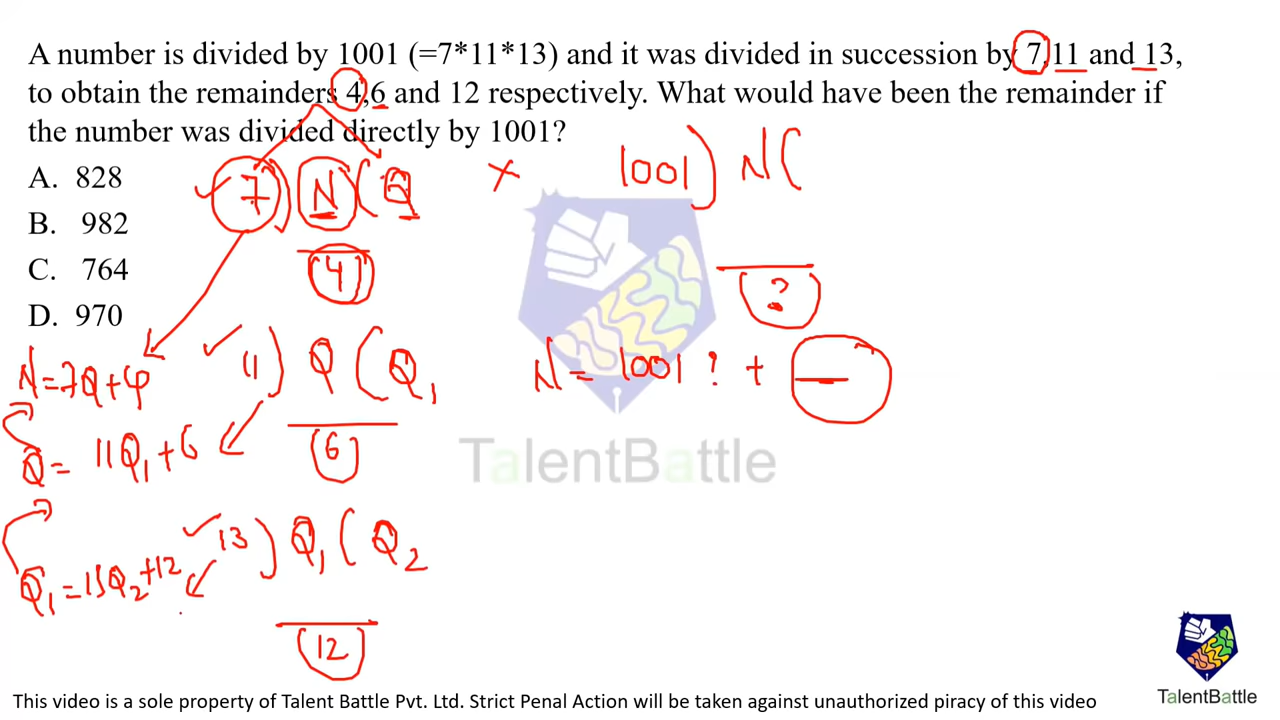 A number is divided by 1001 (=7*11*13) and it was divided in succession by 7,11 and 13,
to obtain the remainders 4,6 and 12 respectively. What would have been the remainder if
the number was divided directly by 1001?
A. 828
B. 982
C. 764
D. 970
7) N ( Q
(4)
× 1001) N(
?
N=7Q+4
11) Q ( Q₁
(6)
N = 1001 ? +
Q = 11Q₁+6
TalentBattle
13) Q₁ ( Q₂
(12)
Q₁=13Q₂+12
TalentBattle
This video is a sole property of Talent Battle Pvt. Ltd. Strict Penal Action will be taken against unauthorized piracy of this video